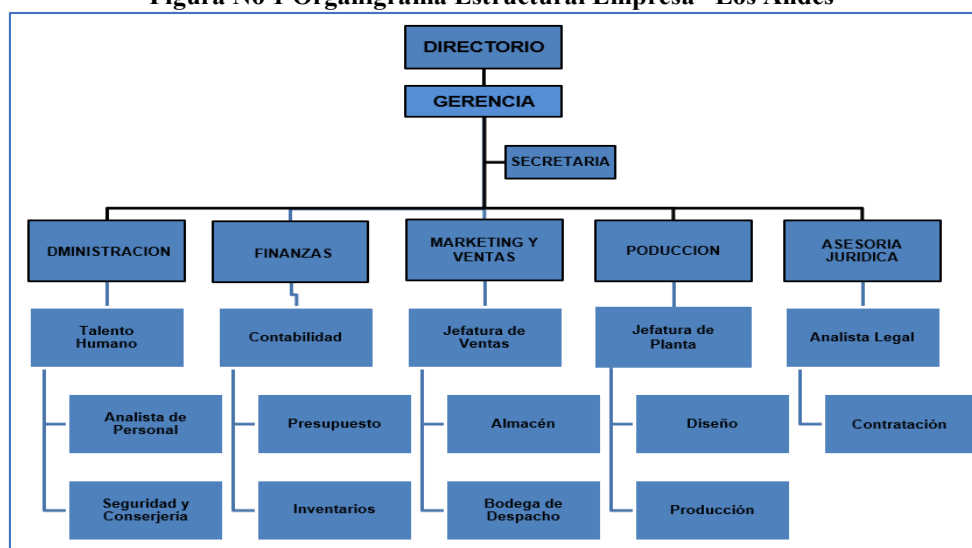 Figura No 1 Organigrama Estructural Empresa "Los Andes"
DIRECTORIO
GERENCIA
SECRETARIA
DMINISTRACION
FINANZAS
MARKETING Y
VENTAS
PODUCCION
ASESORIA
JURIDICA
Talento
Humano
Contabilidad
Jefatura de
Ventas
Jefatura de
Planta
Analista Legal
Analista de
Personal
Presupuesto
Almacén
Diseño
Contratación
Seguridad y
Conserjería
Inventarios
Bodega de
Despacho
Producción